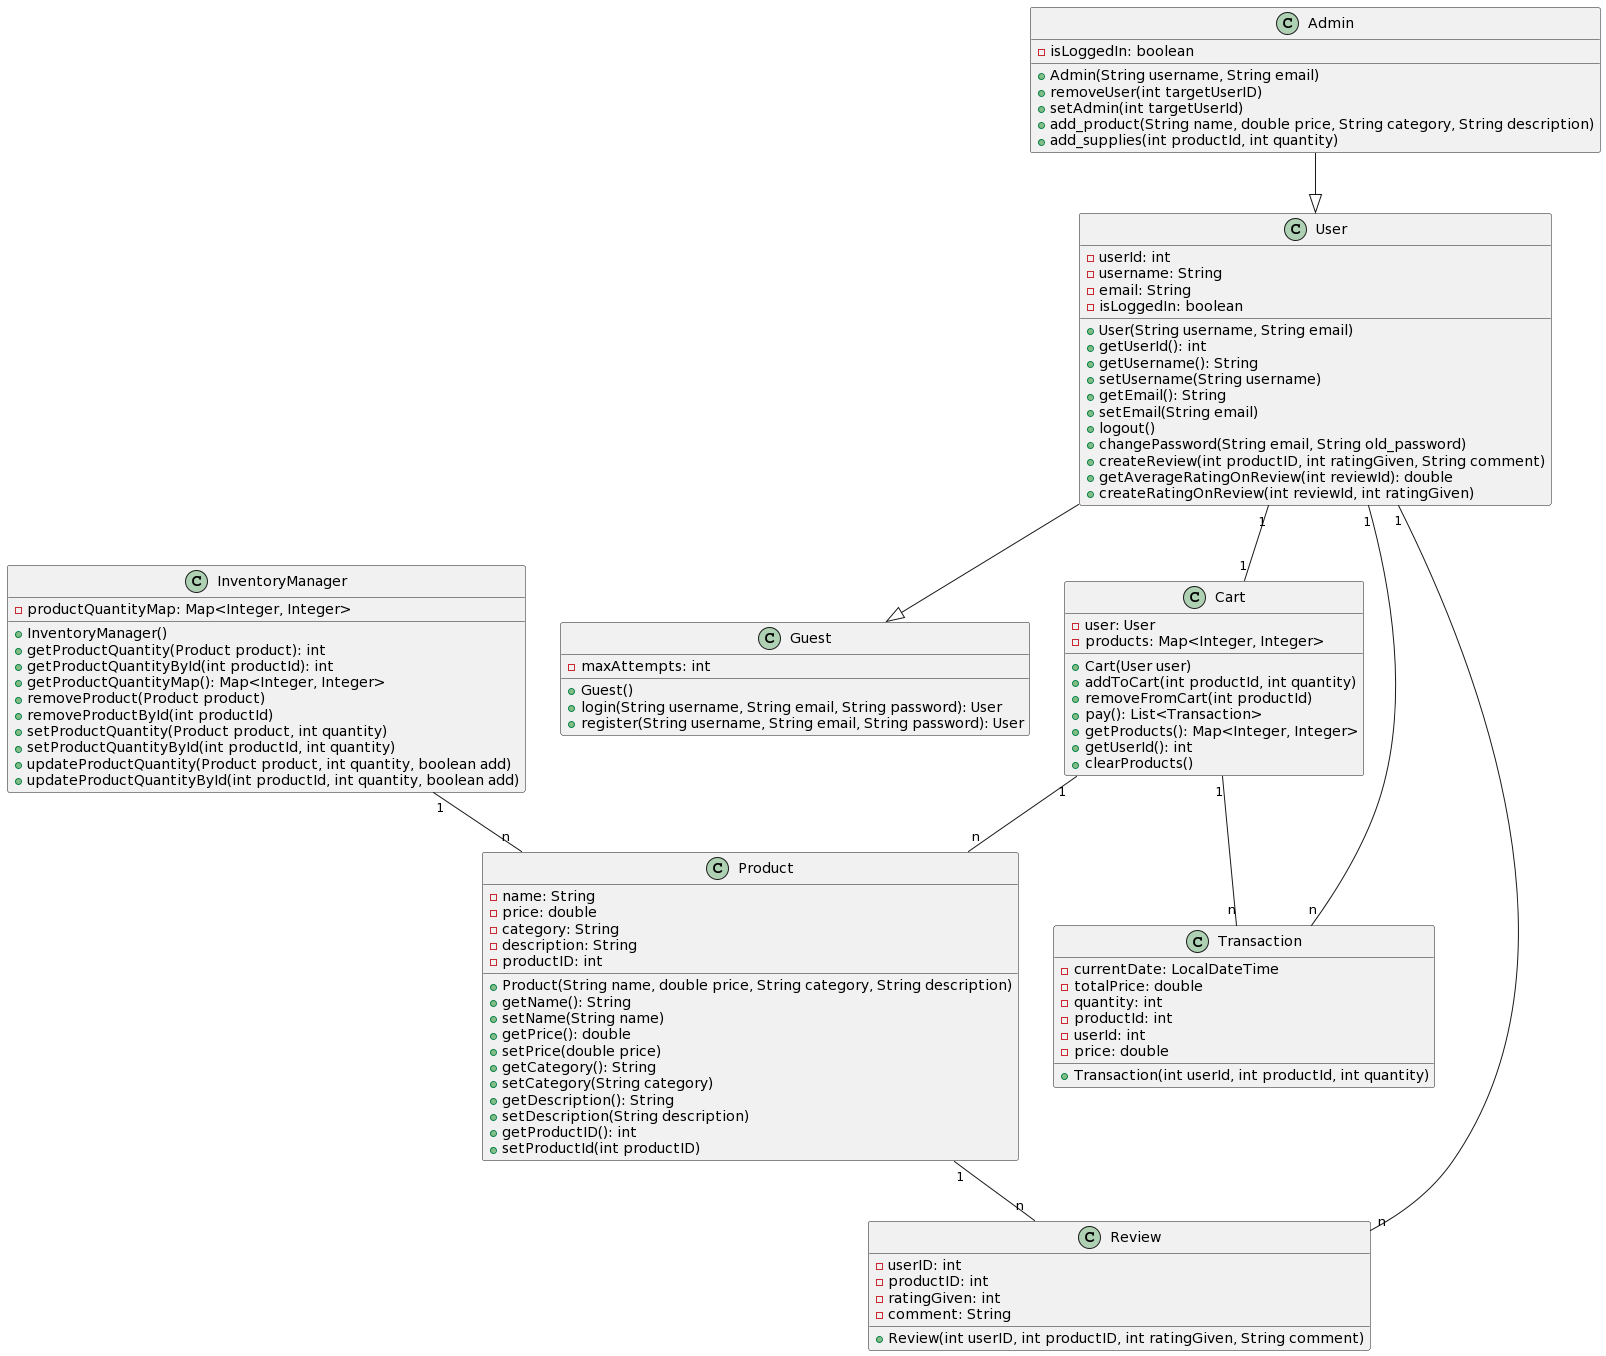 C Admin
isLoggedIn: boolean
Admin(String username, String email)
removeUser(int targetUserID)
setAdmin(int targetUserId)
add_product(String name, double price, String category, String description)
add_supplies(int productId, int quantity)
C User
userId: int
username: String
email: String
isLoggedIn: boolean
User(String username, String email)
getUserId(): int
getUsername(): String
setUsername(String username)
getEmail(): String
setEmail(String email)
logout()
changePassword(String email, String old_password)
createReview(int productID, int ratingGiven, String comment)
getAverageRatingOnReview(int reviewId): double
createRatingOnReview(int reviewId, int ratingGiven)
1
1
1
1
C InventoryManager
productQuantityMap: Map<Integer, Integer>
InventoryManager()
getProductQuantity(Product product): int
getProductQuantityById(int productId): int
getProductQuantityMap(): Map<Integer, Integer>
removeProduct(Product product)
removeProductById(int productId)
setProductQuantity(Product product, int quantity)
setProductQuantityById(int productId, int quantity)
updateProductQuantity(Product product, int quantity, boolean add)
updateProductQuantityById(int productId, int quantity, boolean add)
C Guest
maxAttempts: int
Guest()
login(String username, String email, String password): User
register(String username, String email, String password): User
C Cart
user: User
products: Map<Integer, Integer>
Cart(User user)
addToCart(int productId, int quantity)
removeFromCart(int productId)
pay(): List<Transaction>
getProducts(): Map<Integer, Integer>
getUserId(): int
clearProducts()
1
1
1
n
n
C Product
name: String
price: double
category: String
description: String
productID: int
Product(String name, double price, String category, String description)
getName(): String
setName(String name)
getPrice(): double
setPrice(double price)
getCategory(): String
setCategory(String category)
getDescription(): String
setDescription(String description)
getProductID(): int
setProductId(int productID)
n
n
C Transaction
currentDate: LocalDateTime
totalPrice: double
quantity: int
productId: int
userId: int
price: double
Transaction(int userId, int productId, int quantity)
1
n
n
C Review
userID: int
productID: int
ratingGiven: int
comment: String
Review(int userID, int productID, int ratingGiven, String comment)